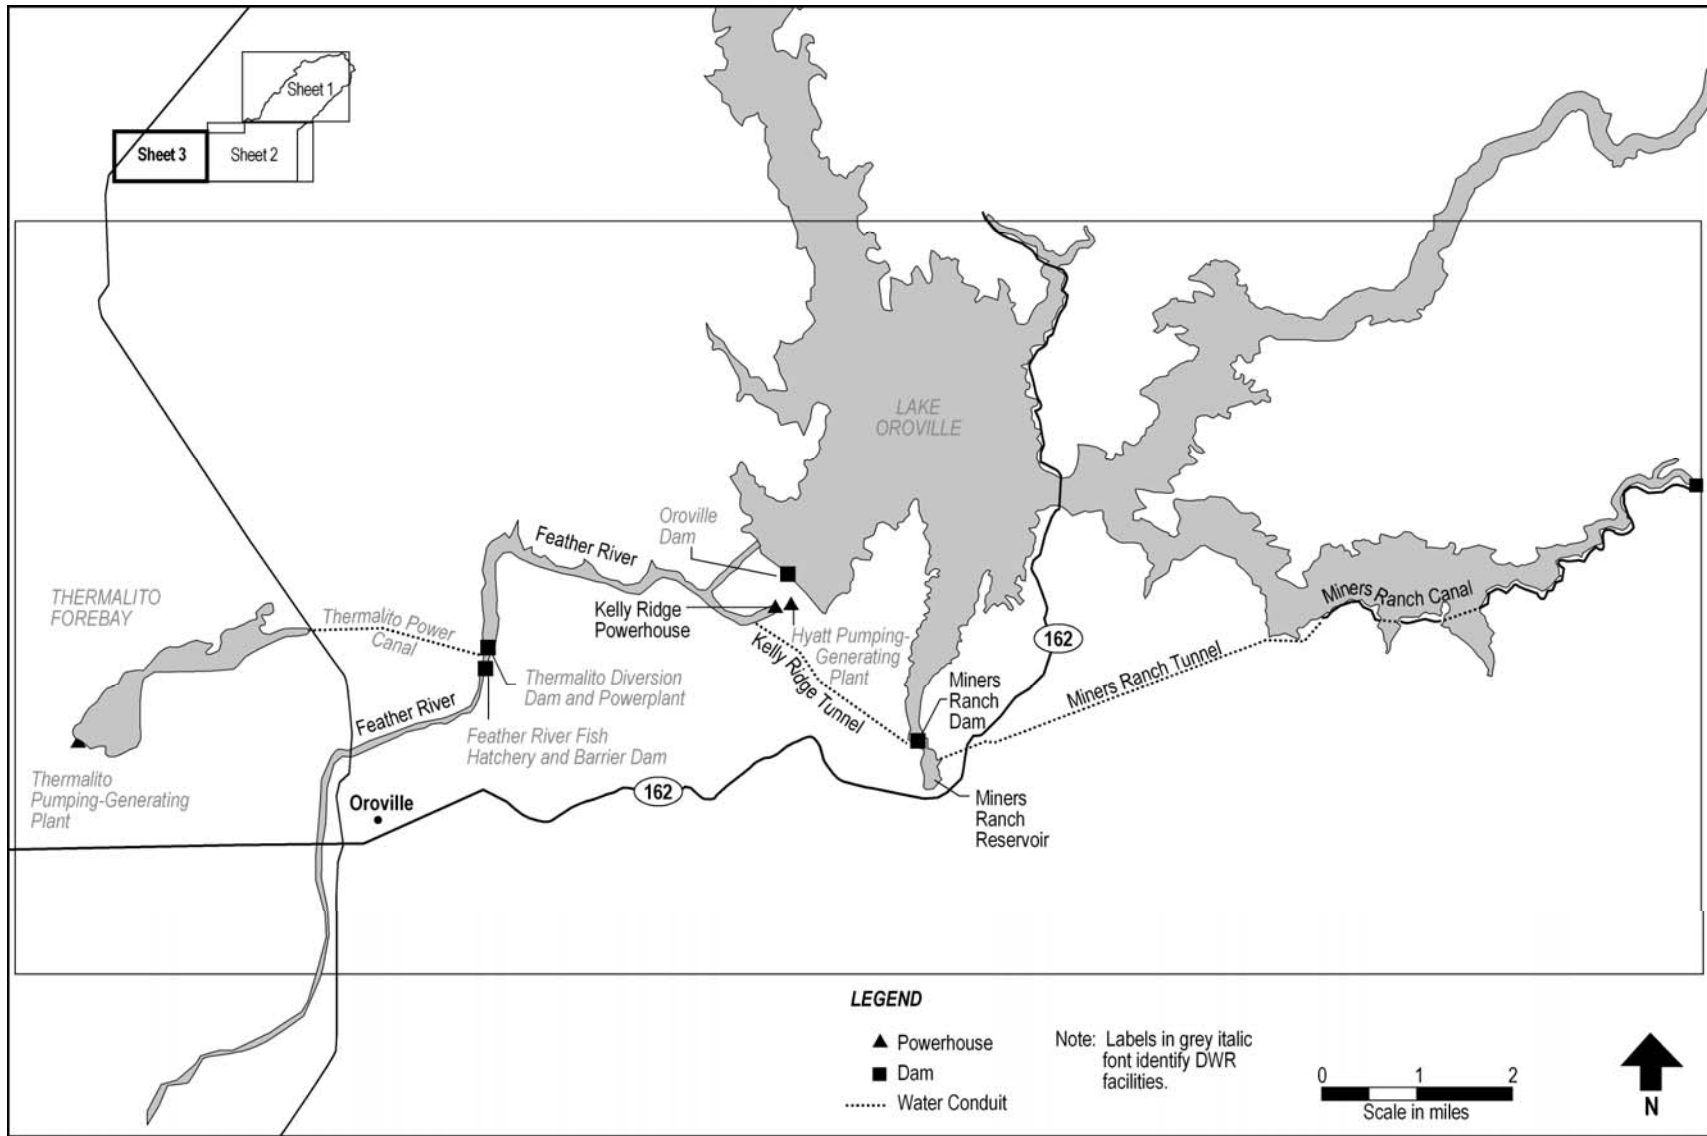 Sheet 1
Sheet 3
Sheet 2
LAKE
OROVILLE
Oroville
Dam
Feather River
THERMALITO
FOREBAY
Thermalito Power
Canal
Kelly Ridge
Powerhouse
Hyatt Pumping-
Generating
Plant
Kelly Ridge Tunnel
Miners Ranch Canal
162
Miners Ranch Tunnel
Thermalito Diversion
Dam and Powerplant
Miners
Ranch
Dam
Feather River
Feather River Fish
Hatchery and Barrier Dam
Thermalito
Pumping-Generating
Plant
Oroville
162
Miners
Ranch
Reservoir
LEGEND
Powerhouse
Dam
Water Conduit
Note: Labels in grey italic
font identify DWR
facilities.
0 1 2
Scale in miles
N